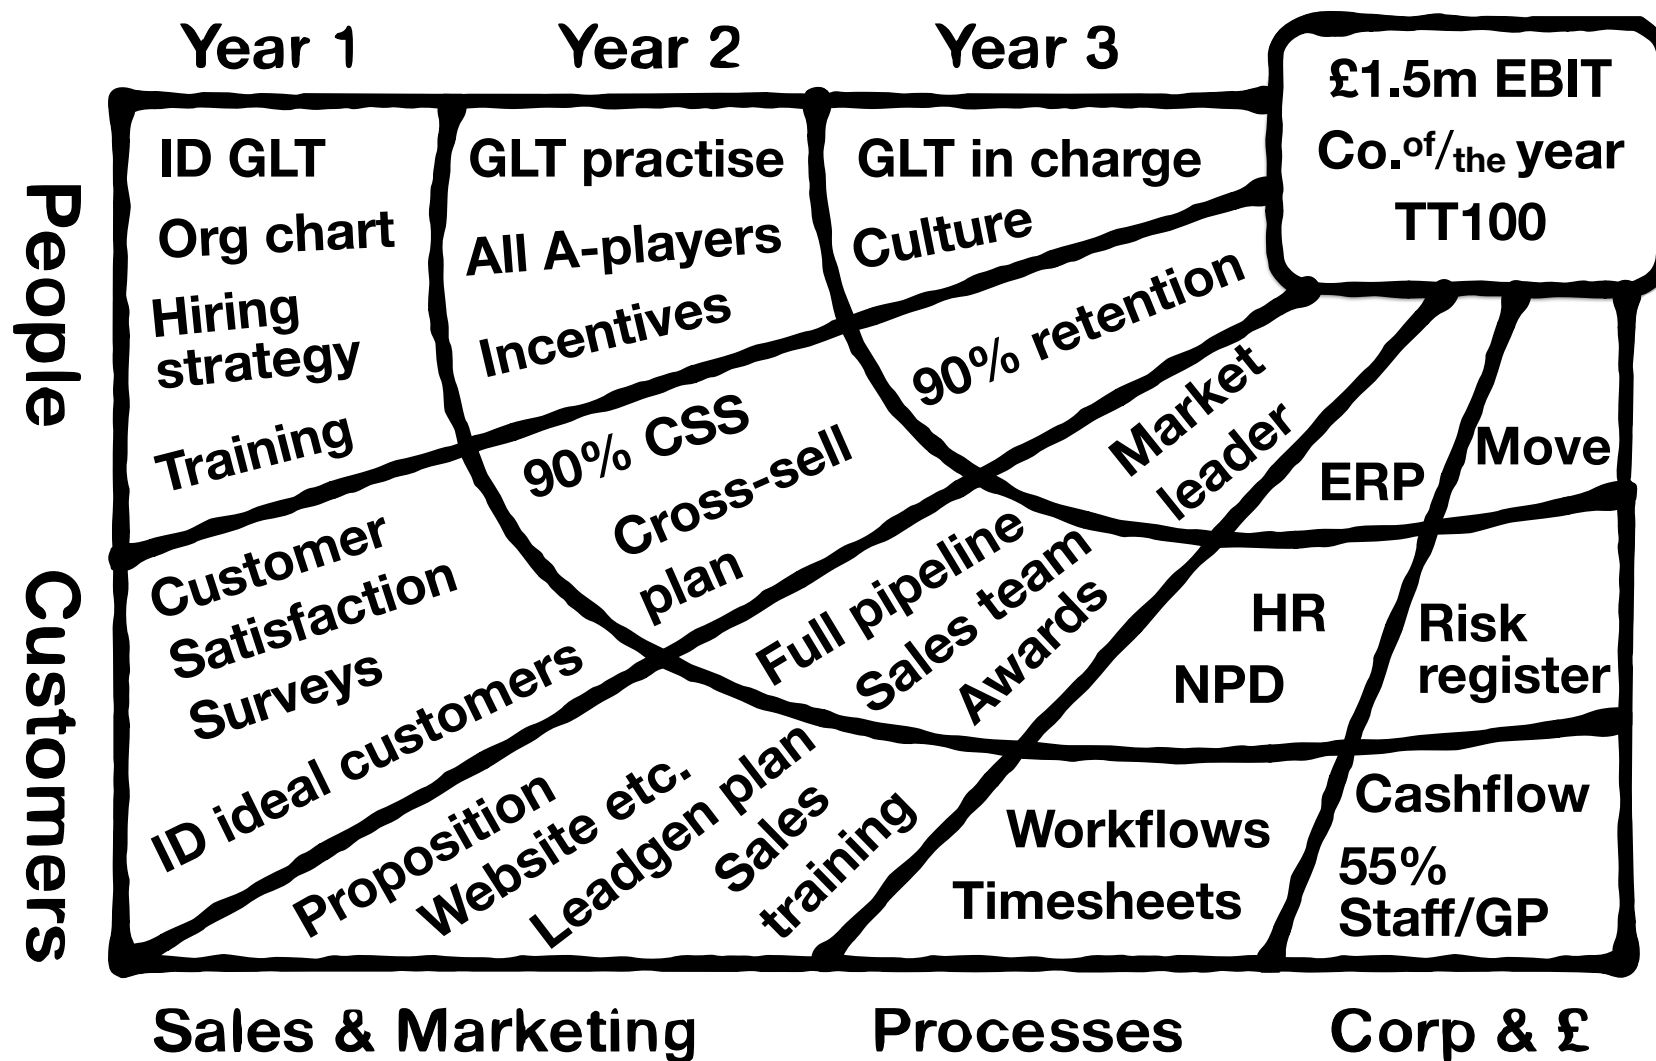 Year 1
Year 2
Year 3
£1.5m EBIT
Co.of/the year
TT100
People
ID GLT
Org chart
Hiring
strategy
Training
GLT practise
All A-players
Incentives
GLT in charge
Culture
Customers
Customer
Satisfaction
Surveys
ID ideal customers
90% CSS
Cross-sell
plan
90% retention
Proposition
Website etc.
Leadgen plan
Sales
training
Full pipeline
Sales team
Awards
Market
leader
Workflows
Timesheets
HR
NPD
ERP
Cashflow
55%
Staff/GP
Risk
register
Move
Sales & Marketing
Processes
Corp & £